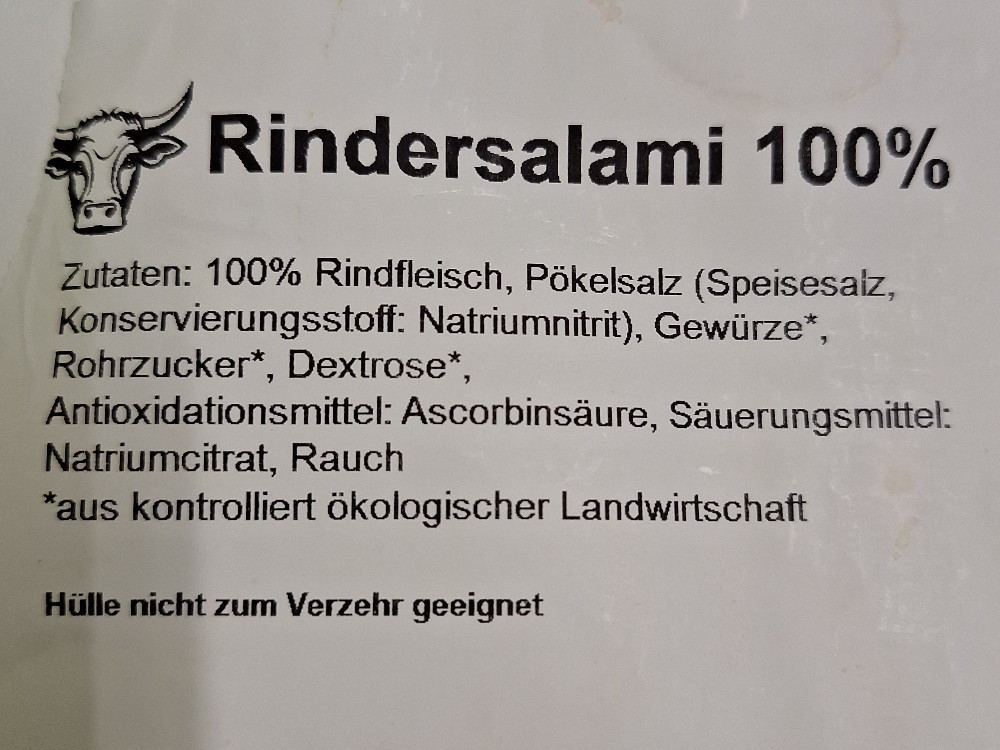 Rindersalami 100%
Zutaten: 100% Rindfleisch, Pökelsalz (Speisesalz,
Konservierungsstoff: Natriumnitrit), Gewürze*,
Rohrzucker*, Dextrose*,
Antioxidationsmittel: Ascorbinsäure, Säuerungsmittel:
Natriumcitrat, Rauch
*aus kontrolliert ökologischer Landwirtschaft
Hülle nicht zum Verzehr geeignet